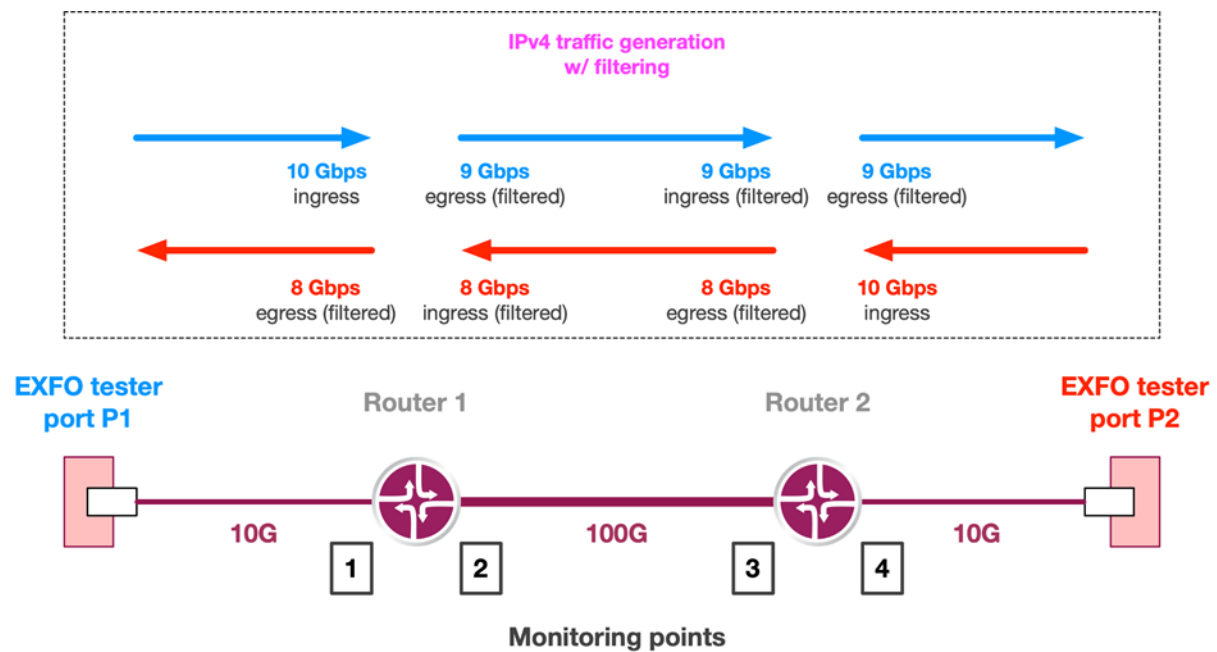 IPv4 traffic generation
w/ filtering
10 Gbps
ingress
9 Gbps
egress (filtered)
9 Gbps
ingress (filtered)
9 Gbps
egress (filtered)
8 Gbps
egress (filtered)
8 Gbps
ingress (filtered)
8 Gbps
egress (filtered)
10 Gbps
ingress
EXFO tester
port P1
Router 1
Router 2
EXFO tester
port P2
10G
100G
10G
1
2
3
4
Monitoring points